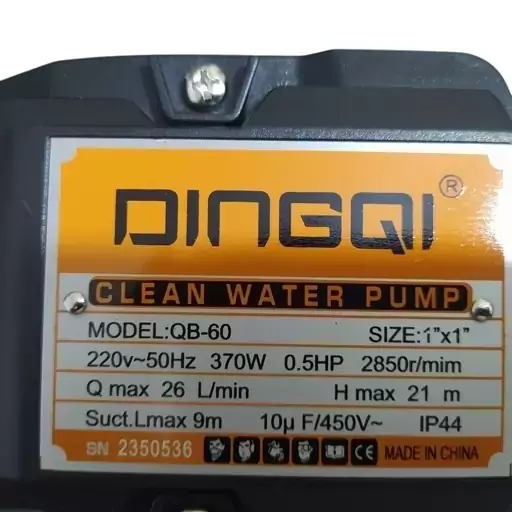 DINGQI ®
CLEAN WATER PUMP
MODEL:QB-60 SIZE:1"x1"
220v~50Hz 370W 0.5HP 2850r/mim
Q max 26 L/min H max 21 m
Suct.Lmax 9m 10μ F/450V~ IP44
SN 2350536 CE MADE IN CHINA